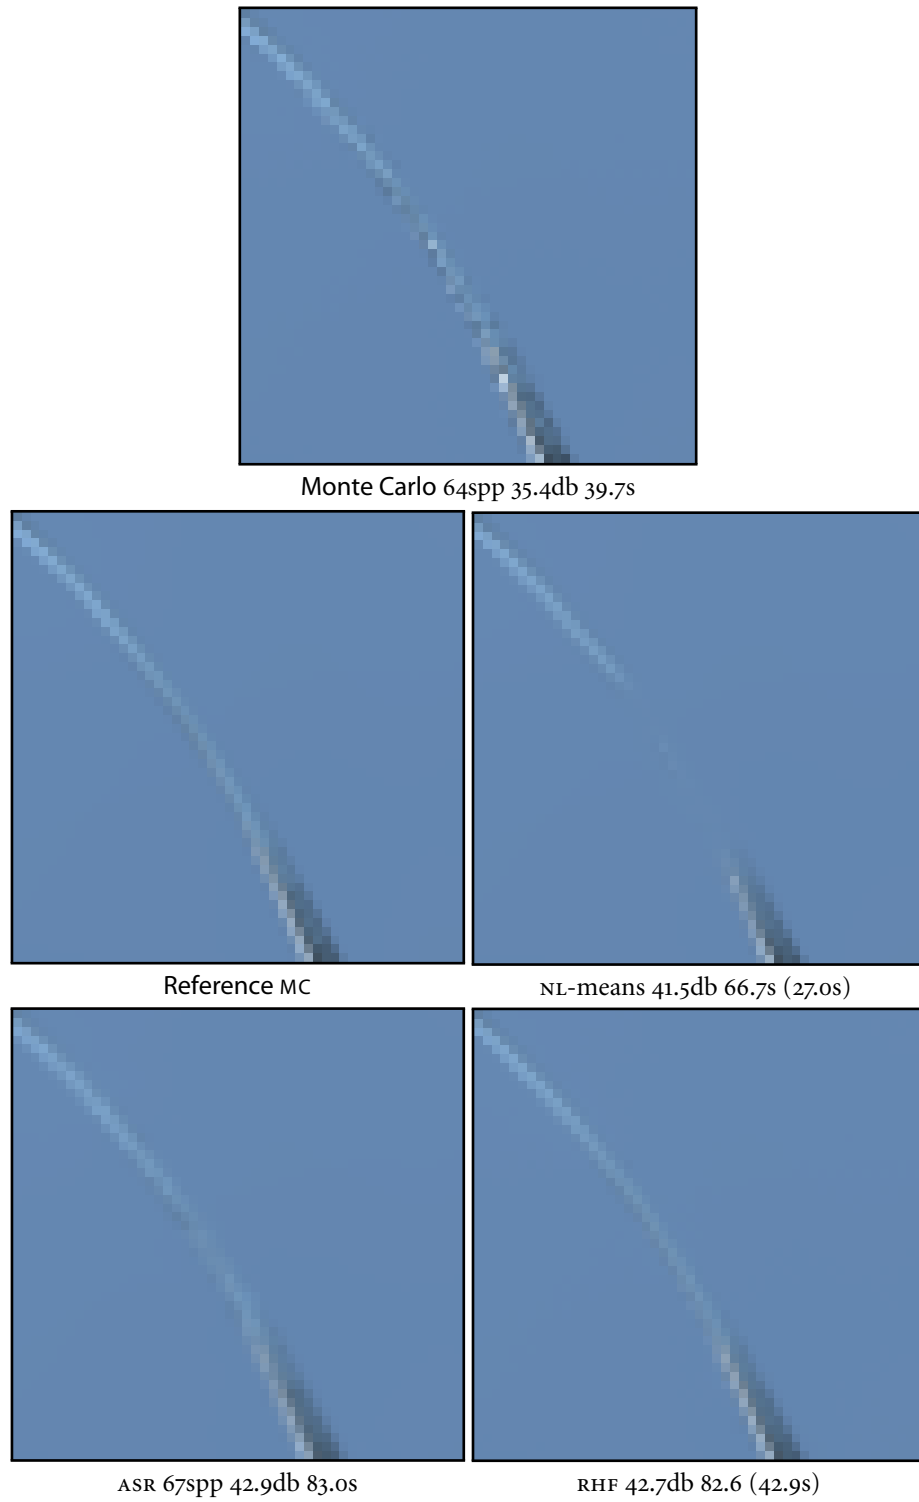 Monte Carlo 64spp 35.4db 39.7s
Reference MC
NL-means 41.5db 66.7s (27.0s)
ASR 67spp 42.9db 83.0s
RHF 42.7db 82.6 (42.9s)